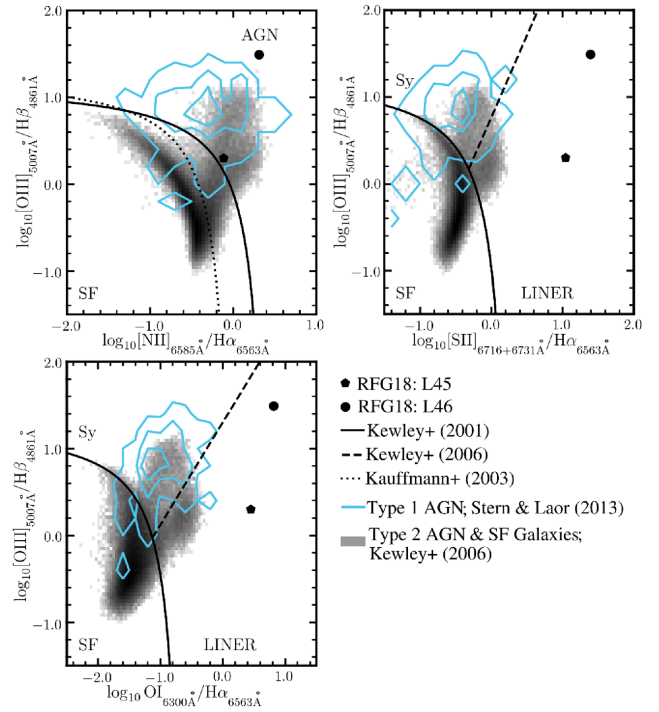 2.0
1.0
0.0
−1.0
log10[OIII]5007Å/Hβ4861Å
AGN
SF
−2.0 −1.0 0.0 1.0
log10[NII]6585Å/Hα6563Å
2.0
1.0
0.0
−1.0
log10[OIII]5007Å/Hβ4861Å
Sy
SF LINER
−1.0 0.0 1.0 2.0
log10[SII]6716+6731Å/Hα6563Å
2.0
1.0
0.0
−1.0
log10[OIII]5007Å/Hβ4861Å
Sy
SF LINER
−2.0 −1.0 0.0 1.0
log10 OI6300Å/Hα6563Å
RFG18: L45
RFG18: L46
Kewley+ (2001)
Kewley+ (2006)
Kauffmann+ (2003)
Type 1 AGN; Stern & Laor (2013)
Type 2 AGN & SF Galaxies;
Kewley+ (2006)